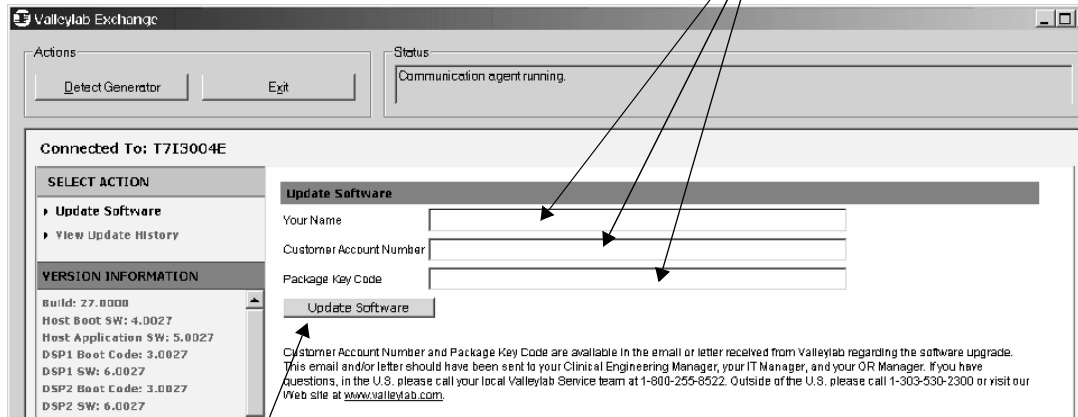 Valleylab Exchange
Actions
Detect Generator
Exit
Status
Communication agent running.
Connected To: T7I3004E
SELECT ACTION
Update Software
View Update History
VERSION INFORMATION
Build: 27.0000
Host Boot SW: 4.0027
Host Application SW: 5.0027
DSP1 Boot Code: 3.0027
DSP1 SW: 6.0027
DSP2 Boot Code: 3.0027
DSP2 SW: 6.0027
Update Software
Your Name
Customer Account Number
Package Key Code
Update Software
Customer Account Number and Package Key Code are available in the email or letter received from Valleylab regarding the software upgrade.
This email and/or letter should have been sent to your Clinical Engineering Manager, your IT Manager, and your OR Manager. If you have
questions, in the U.S. please call your local Valleylab Service team at 1-800-255-8522. Outside of the U.S. please call 1-303-530-2300 or visit our
Web site at www.valleylab.com.